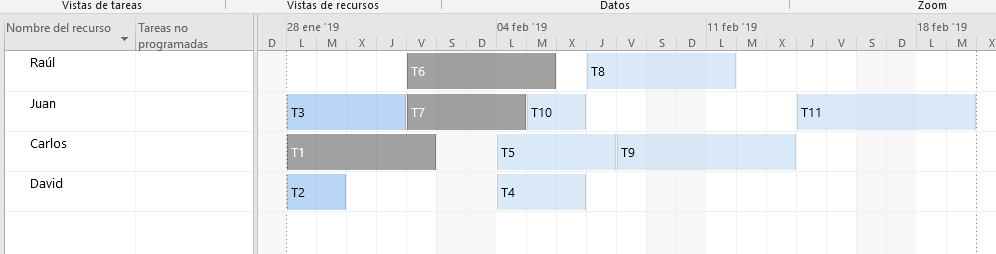 Vistas de tareas Vistas de recursos Datos Zoom
Nombre del recurso Tareas no programadas
28 ene '19 04 feb '19 11 feb '19 18 feb '19
D L M X J V S D L M X J V S D L M X J V S D L M X
Raúl T6 T8
Juan T3 T7 T10 T11
Carlos T1 T5 T9
David T2 T4